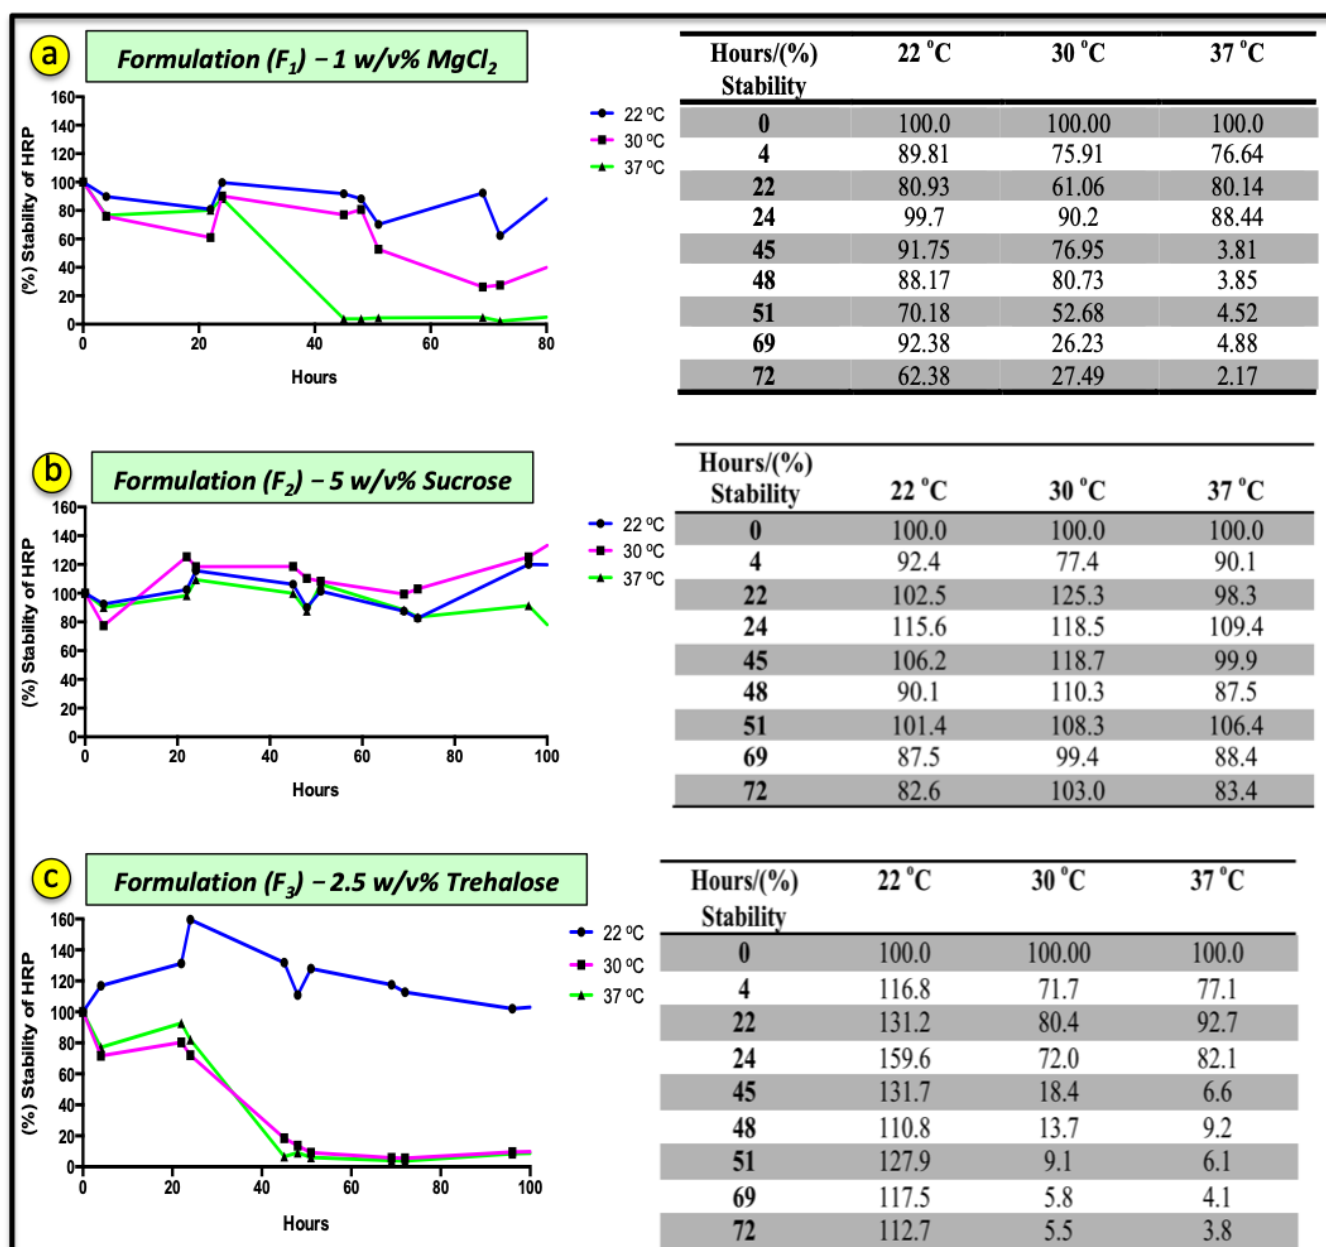 a
Formulation (F₁) – 1 w/v% MgCl₂
160
140
120
100
80
60
40
20
0
(%) Stability of HRP
0 20 40 60 80
Hours
22 ºC
30 ºC
37 ºC
Hours/(%) 22 °C 30 °C 37 °C
Stability
0 100.0 100.00 100.0
4 89.81 75.91 76.64
22 80.93 61.06 80.14
24 99.7 90.2 88.44
45 91.75 76.95 3.81
48 88.17 80.73 3.85
51 70.18 52.68 4.52
69 92.38 26.23 4.88
72 62.38 27.49 2.17
b
Formulation (F₂) – 5 w/v% Sucrose
160
140
120
100
80
60
40
20
0
(%) Stability of HRP
0 20 40 60 80 100
Hours
22 ºC
30 ºC
37 ºC
Hours/(%)
Stability 22 °C 30 °C 37 °C
0 100.0 100.0 100.0
4 92.4 77.4 90.1
22 102.5 125.3 98.3
24 115.6 118.5 109.4
45 106.2 118.7 99.9
48 90.1 110.3 87.5
51 101.4 108.3 106.4
69 87.5 99.4 88.4
72 82.6 103.0 83.4
c
Formulation (F₃) – 2.5 w/v% Trehalose
160
140
120
100
80
60
40
20
0
(%) Stability of HRP
0 20 40 60 80 100
Hours
22 ºC
30 ºC
37 ºC
Hours/(%) 22 °C 30 °C 37 °C
Stability
0 100.0 100.00 100.0
4 116.8 71.7 77.1
22 131.2 80.4 92.7
24 159.6 72.0 82.1
45 131.7 18.4 6.6
48 110.8 13.7 9.2
51 127.9 9.1 6.1
69 117.5 5.8 4.1
72 112.7 5.5 3.8